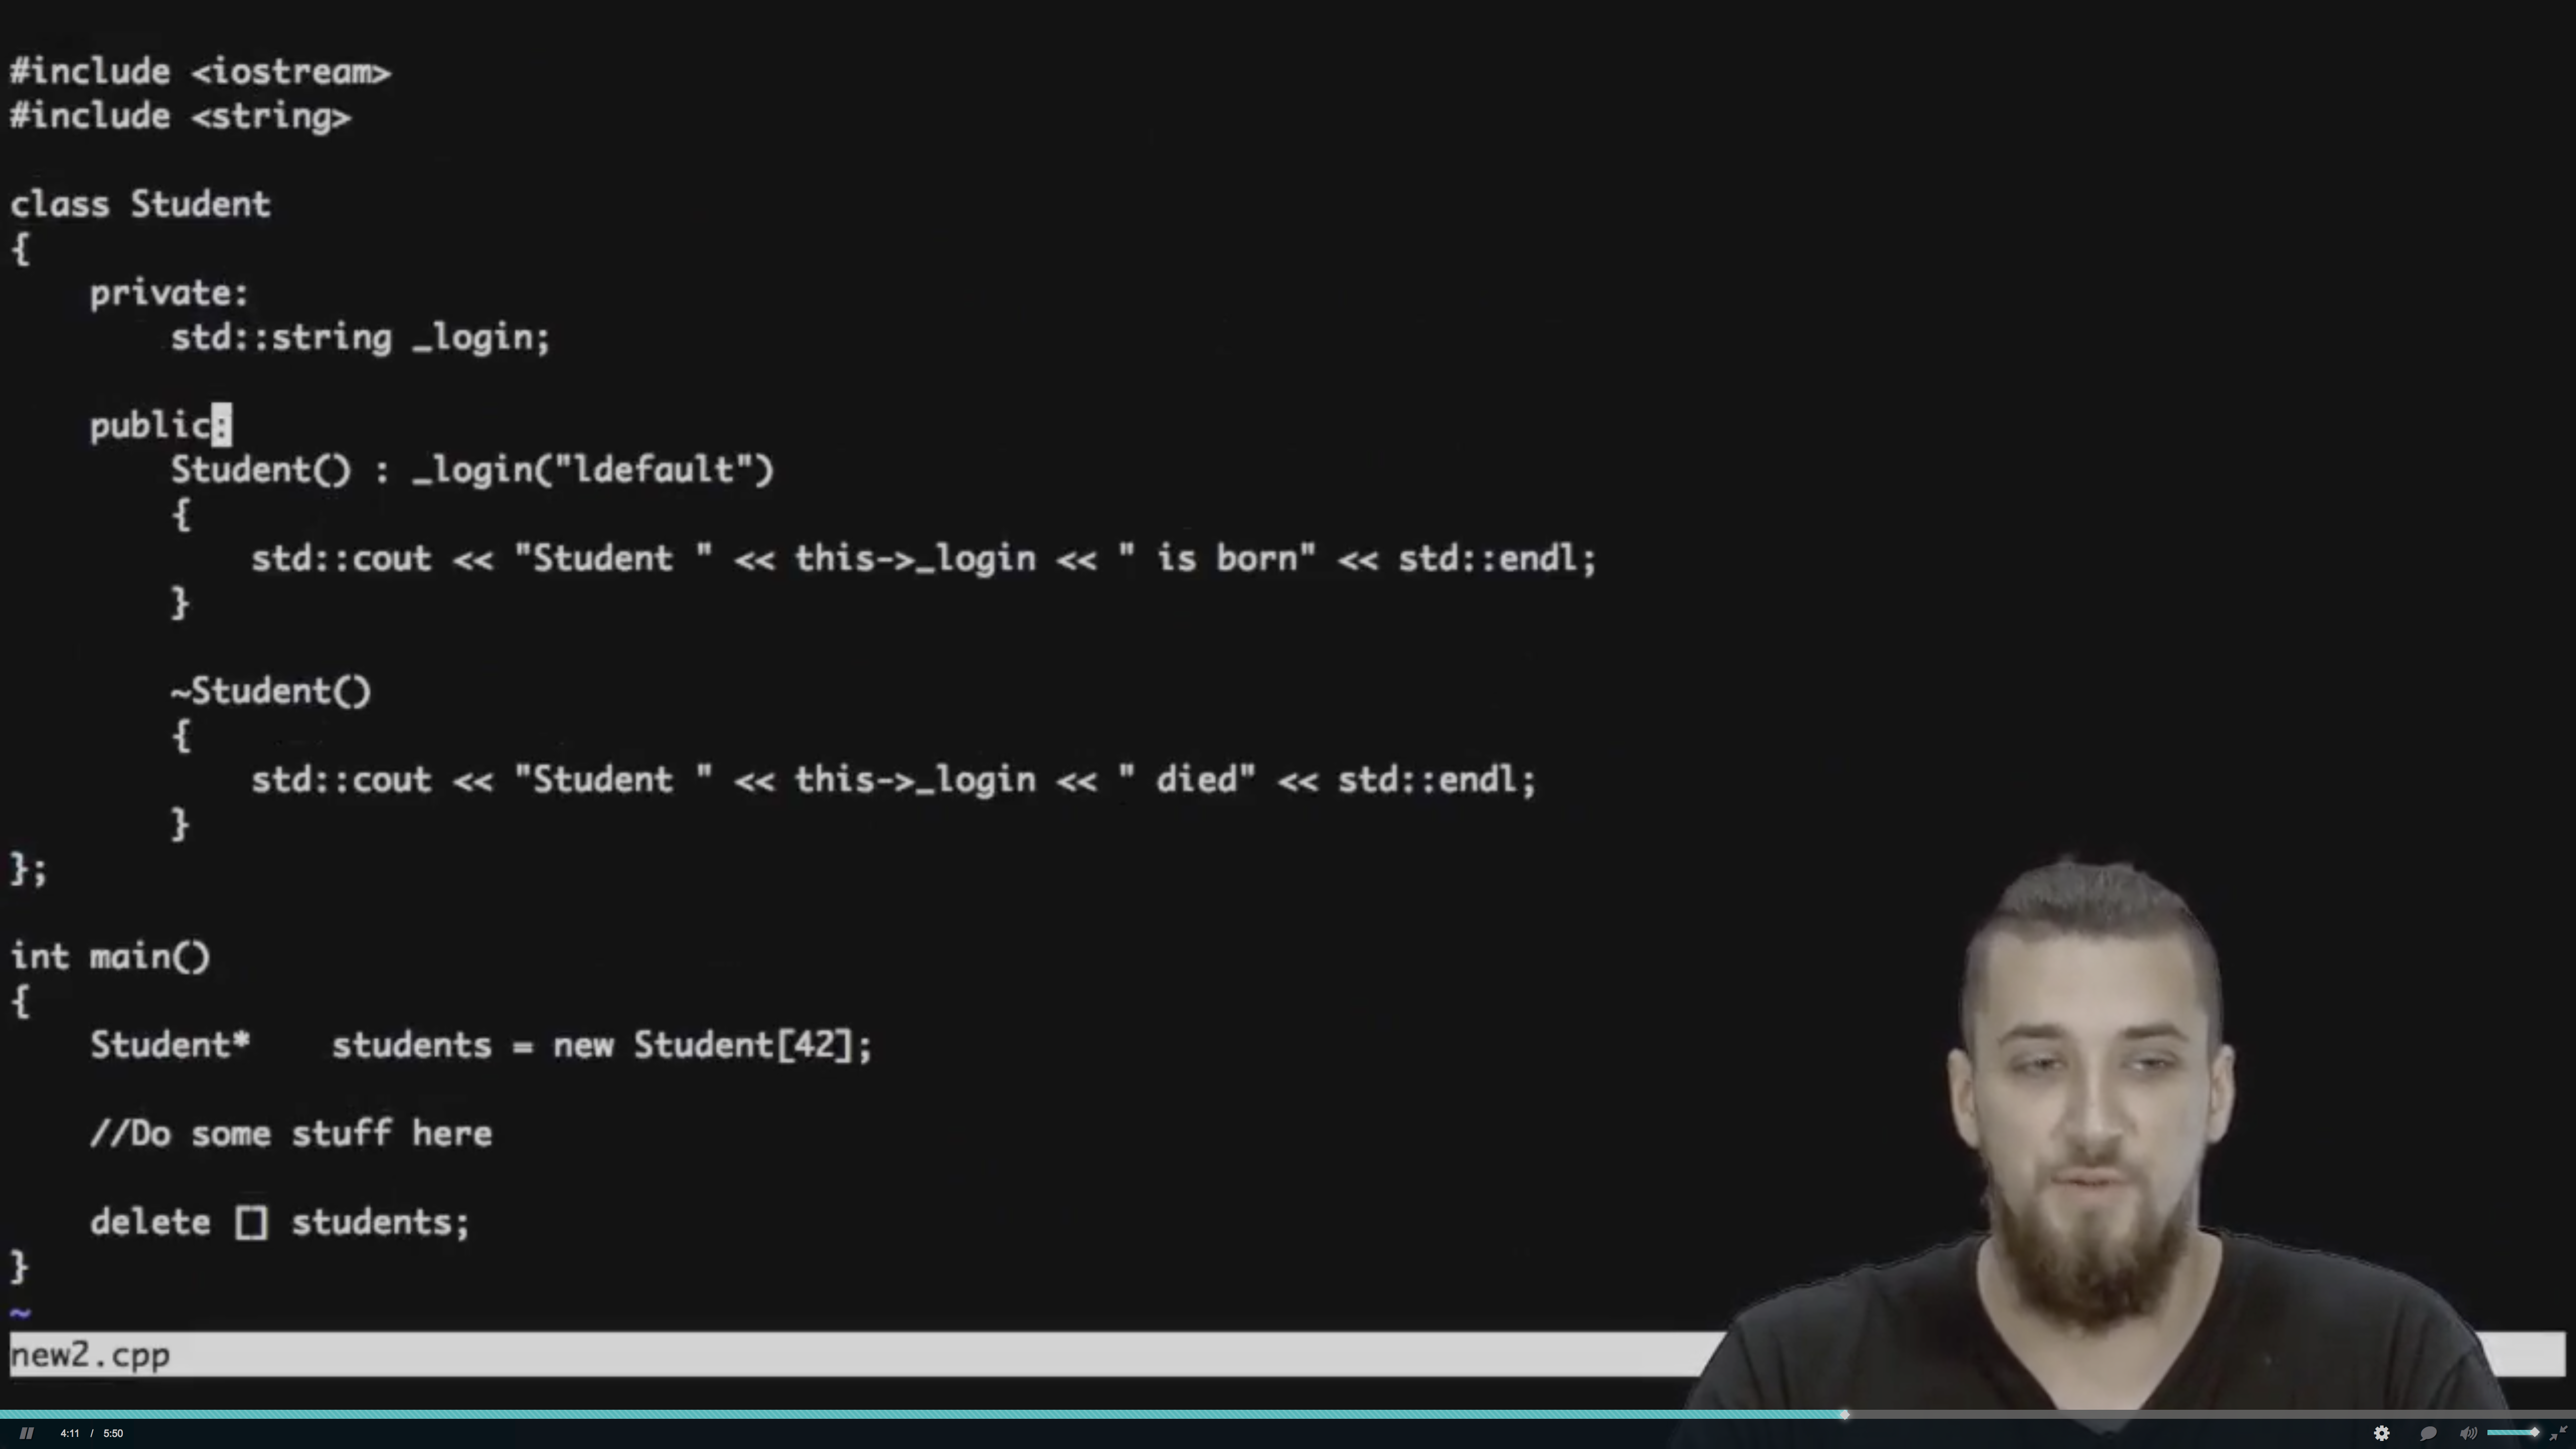 #include <iostream>
#include <string>
class Student
{
private:
std::string _login;
public:
Student() : _login("ldefault")
{
std::cout << "Student " << this->_login << " is born" << std::endl;
}
~Student()
{
std::cout << "Student " << this->_login << " died" << std::endl;
}
};
int main()
{
Student*    students = new Student[42];
//Do some stuff here
delete [] students;
}
~
new2.cpp
4:11 / 5:50